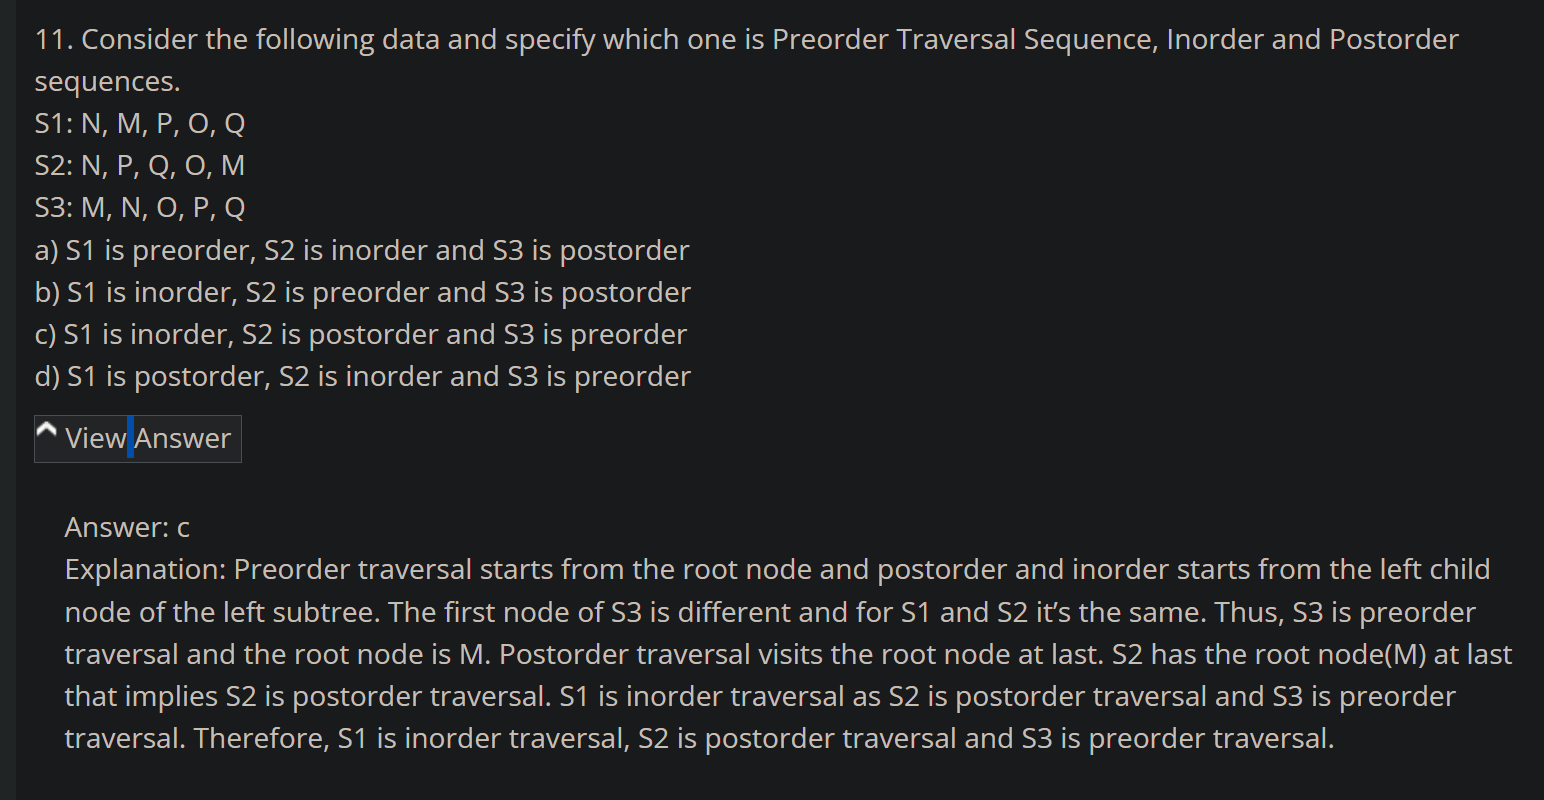 11. Consider the following data and specify which one is Preorder Traversal Sequence, Inorder and Postorder
sequences.
S1: N, M, P, O, Q
S2: N, P, Q, O, M
S3: M, N, O, P, Q
a) S1 is preorder, S2 is inorder and S3 is postorder
b) S1 is inorder, S2 is preorder and S3 is postorder
c) S1 is inorder, S2 is postorder and S3 is preorder
d) S1 is postorder, S2 is inorder and S3 is preorder
View Answer
Answer: c
Explanation: Preorder traversal starts from the root node and postorder and inorder starts from the left child
node of the left subtree. The first node of S3 is different and for S1 and S2 it’s the same. Thus, S3 is preorder
traversal and the root node is M. Postorder traversal visits the root node at last. S2 has the root node(M) at last
that implies S2 is postorder traversal. S1 is inorder traversal as S2 is postorder traversal and S3 is preorder
traversal. Therefore, S1 is inorder traversal, S2 is postorder traversal and S3 is preorder traversal.